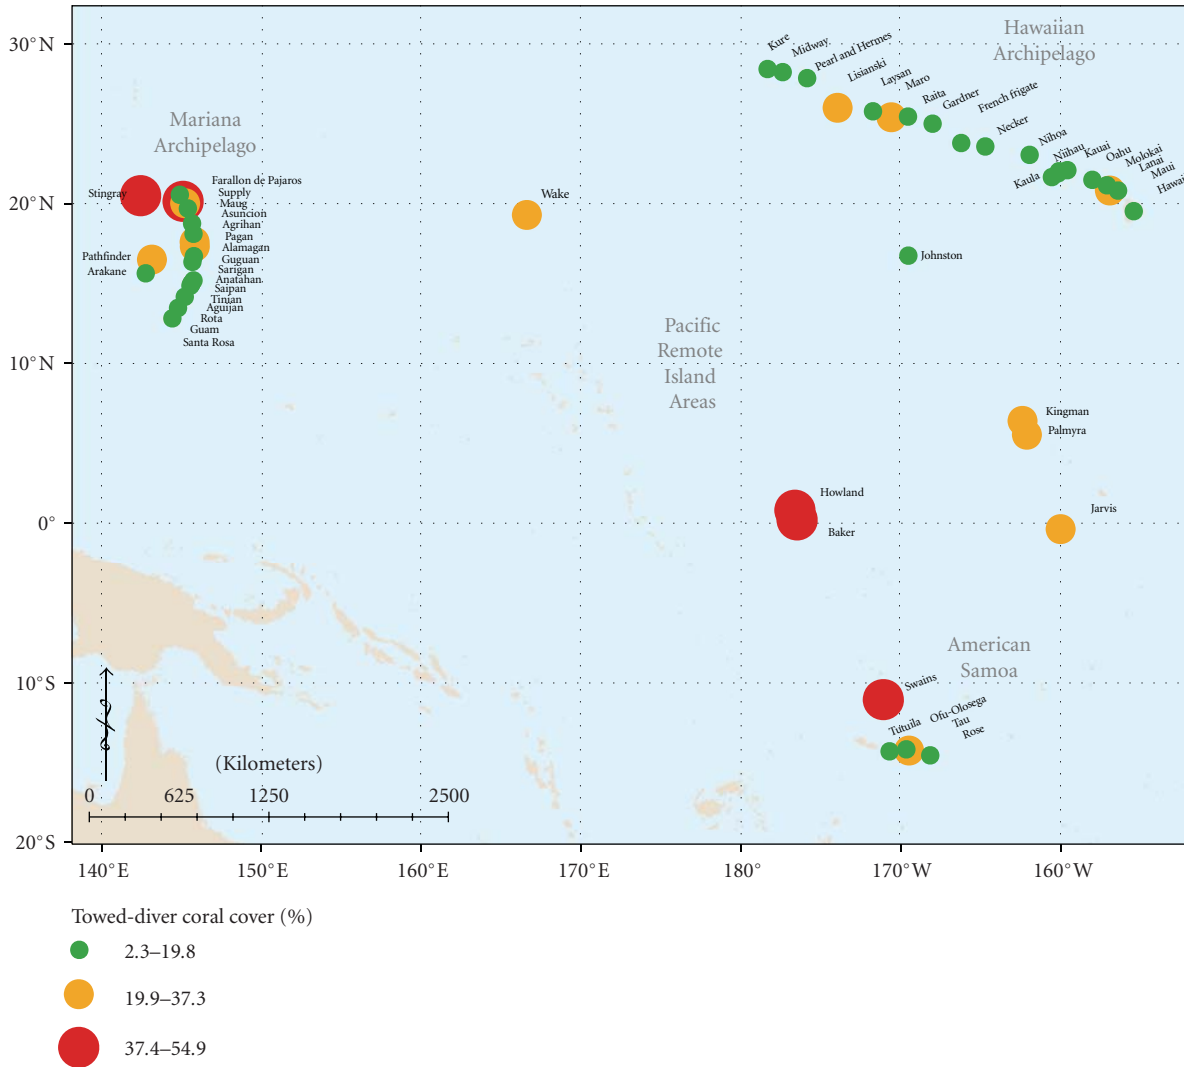 30°N
20°N
10°N
0°
10°S
20°S
Hawaiian
Archipelago
Kure
Midway
Pearl and Hermes
Lisianski
Laysan
Maro
Raita
Gardner
French frigate
Necker
Nihoa
Kaula
Niihau
Kauai
Oahu
Molokai
Lanai
Maui
Hawaii
Mariana
Archipelago
Stingray
Farallon de Pajaros
Supply
Maug
Asuncion
Agrihan
Pagan
Alamagan
Guguan
Sarigan
Anatahan
Saipan
Tinian
Aguijan
Rota
Guam
Santa Rosa
Pathfinder
Arakane
Wake
Johnston
Pacific
Remote
Island
Areas
Kingman
Palmyra
Howland
Baker
Jarvis
American
Samoa
Swains
Tutuila
Ofu-Olosega
Tau
Rose
(Kilometers)
0 625 1250 2500
140°E 150°E 160°E 170°E 180° 170°W 160°W
Towed-diver coral cover (%)
2.3–19.8
19.9–37.3
37.4–54.9